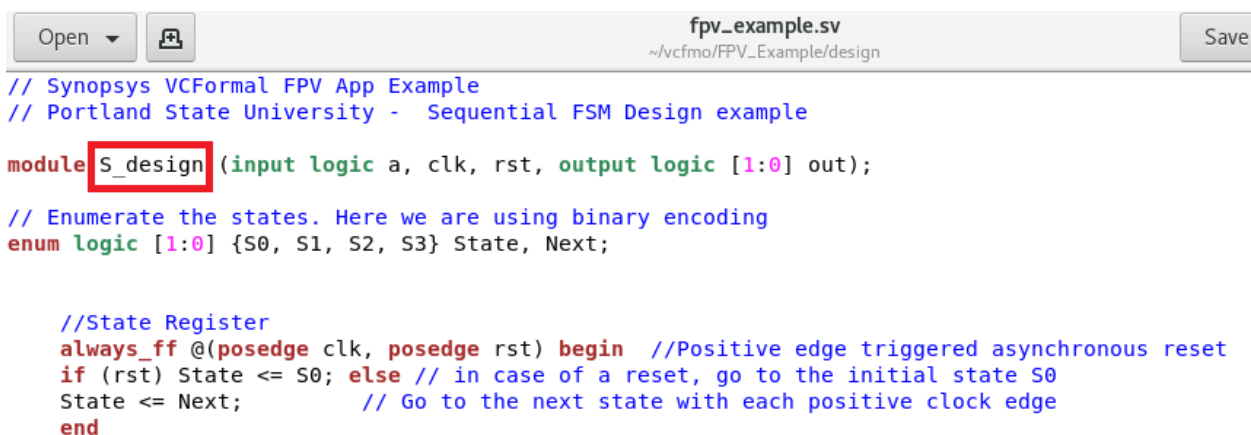 Open
fpv_example.sv
~/vcfmo/FPV_Example/design
Save
// Synopsys VCFormal FPV App Example
// Portland State University -  Sequential FSM Design example
module S_design (input logic a, clk, rst, output logic [1:0] out);
// Enumerate the states. Here we are using binary encoding
enum logic [1:0] {S0, S1, S2, S3} State, Next;
//State Register
always_ff @(posedge clk, posedge rst) begin  //Positive edge triggered asynchronous reset
if (rst) State <= S0; else // in case of a reset, go to the initial state S0
State <= Next;         // Go to the next state with each positive clock edge
end